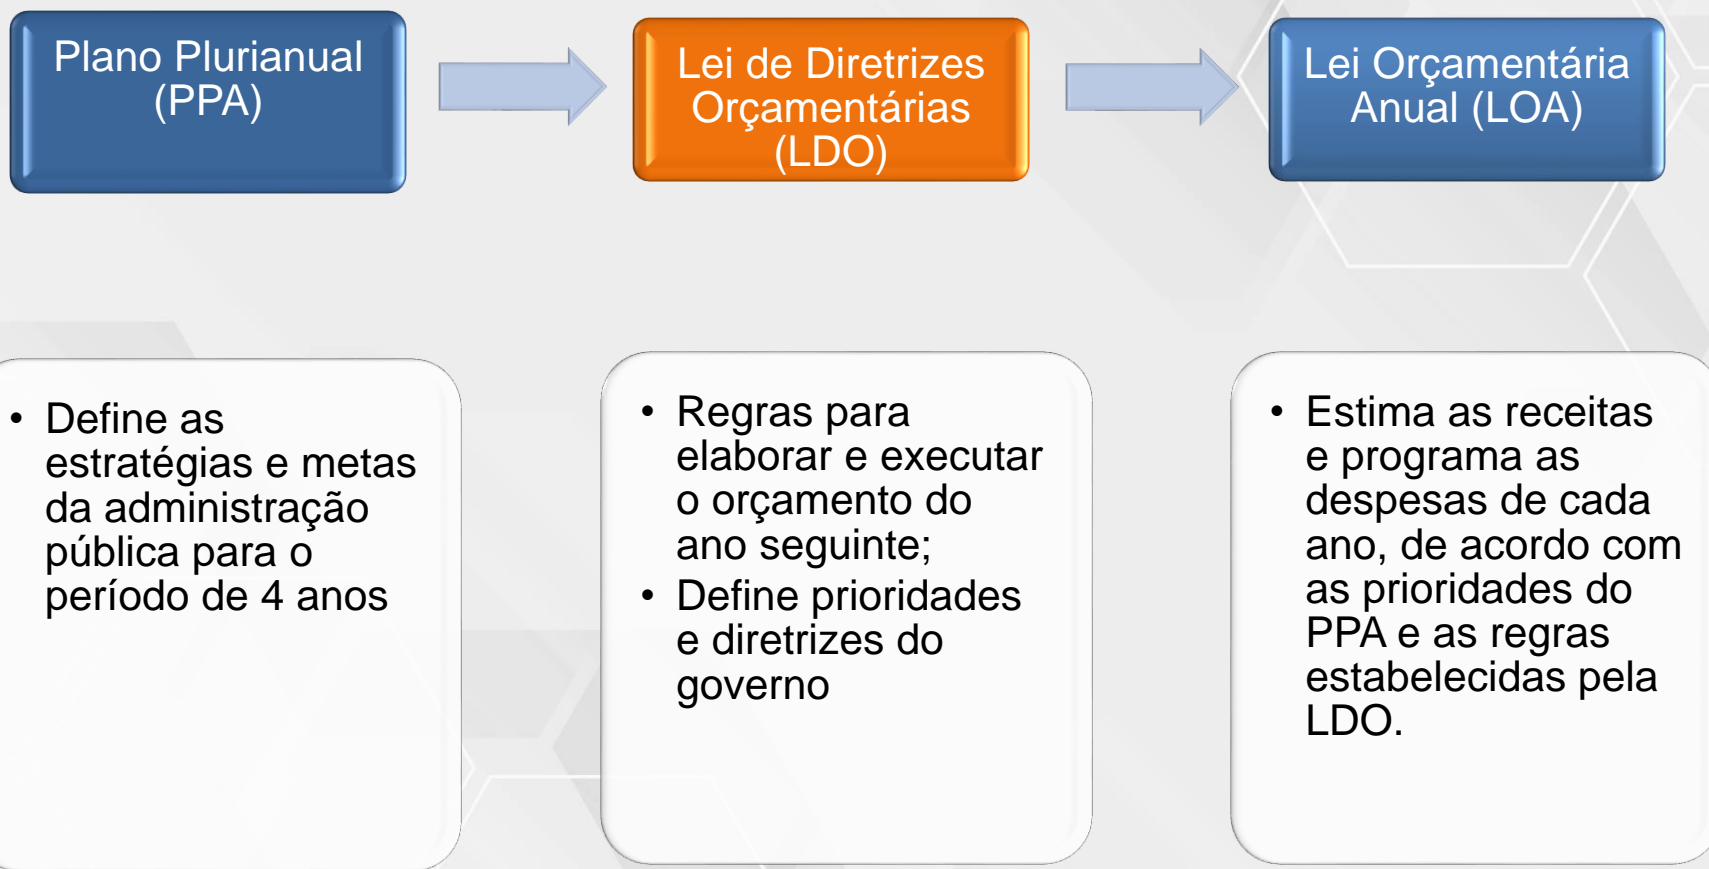 Plano Plurianual
(PPA)
Lei de Diretrizes
Orçamentárias
(LDO)
Lei Orçamentária
Anual (LOA)
• Define as
estratégias e metas
da administração
pública para o
período de 4 anos
• Regras para
elaborar e executar
o orçamento do
ano seguinte;
• Define prioridades
e diretrizes do
governo
• Estima as receitas
e programa as
despesas de cada
ano, de acordo com
as prioridades do
PPA e as regras
estabelecidas pela
LDO.